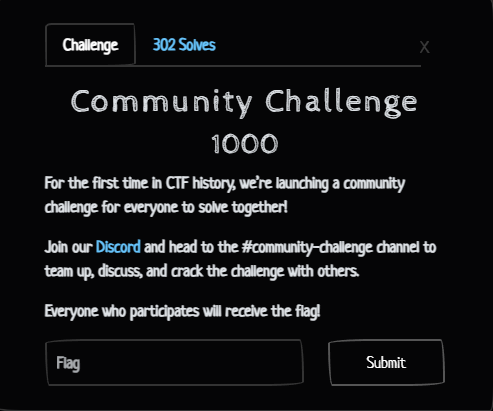 Challenge
302 Solves
X
Community Challenge
1000
For the first time in CTF history, we're launching a community
challenge for everyone to solve together!
Join our Discord and head to the #community-challenge channel to
team up, discuss, and crack the challenge with others.
Everyone who participates will receive the flag!
Flag
Submit